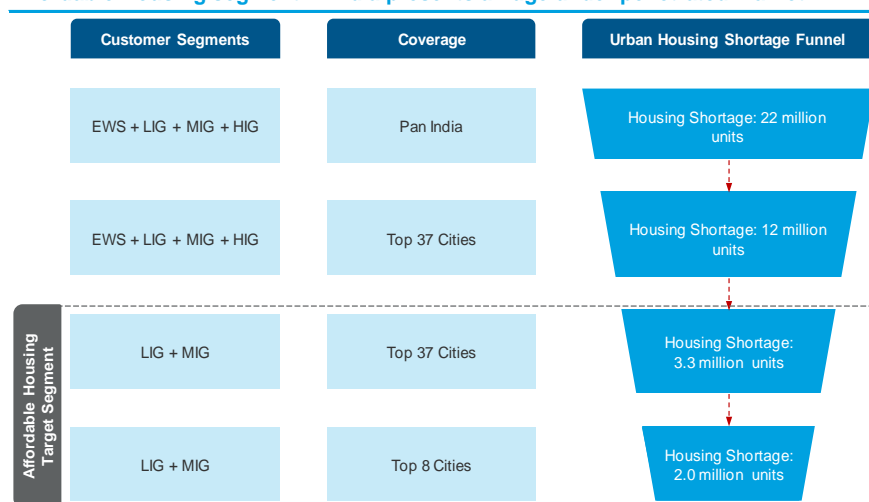 Customer Segments
Coverage
Urban Housing Shortage Funnel
EWS + LIG + MIG + HIG
Pan India
Housing Shortage: 22 million
units
EWS + LIG + MIG + HIG
Top 37 Cities
Housing Shortage: 12 million
units
Affordable Housing
Target Segment
LIG + MIG
Top 37 Cities
Housing Shortage:
3.3 million units
LIG + MIG
Top 8 Cities
Housing Shortage:
2.0 million units